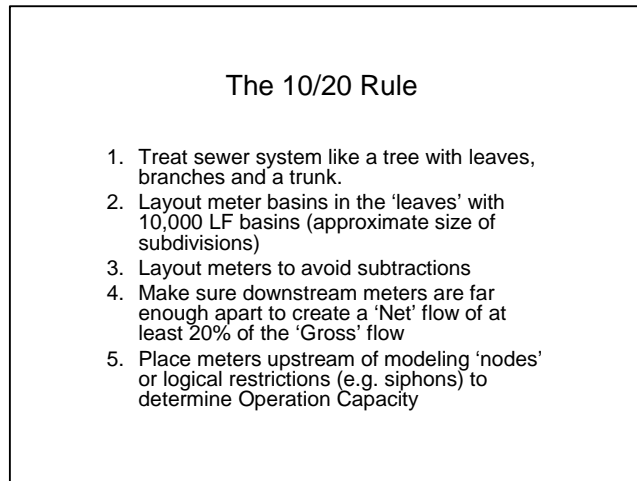 The 10/20 Rule
1. Treat sewer system like a tree with leaves,
branches and a trunk.
2. Layout meter basins in the ‘leaves’ with
10,000 LF basins (approximate size of
subdivisions)
3. Layout meters to avoid subtractions
4. Make sure downstream meters are far
enough apart to create a ‘Net’ flow of at
least 20% of the ‘Gross’ flow
5. Place meters upstream of modeling ‘nodes’
or logical restrictions (e.g. siphons) to
determine Operation Capacity